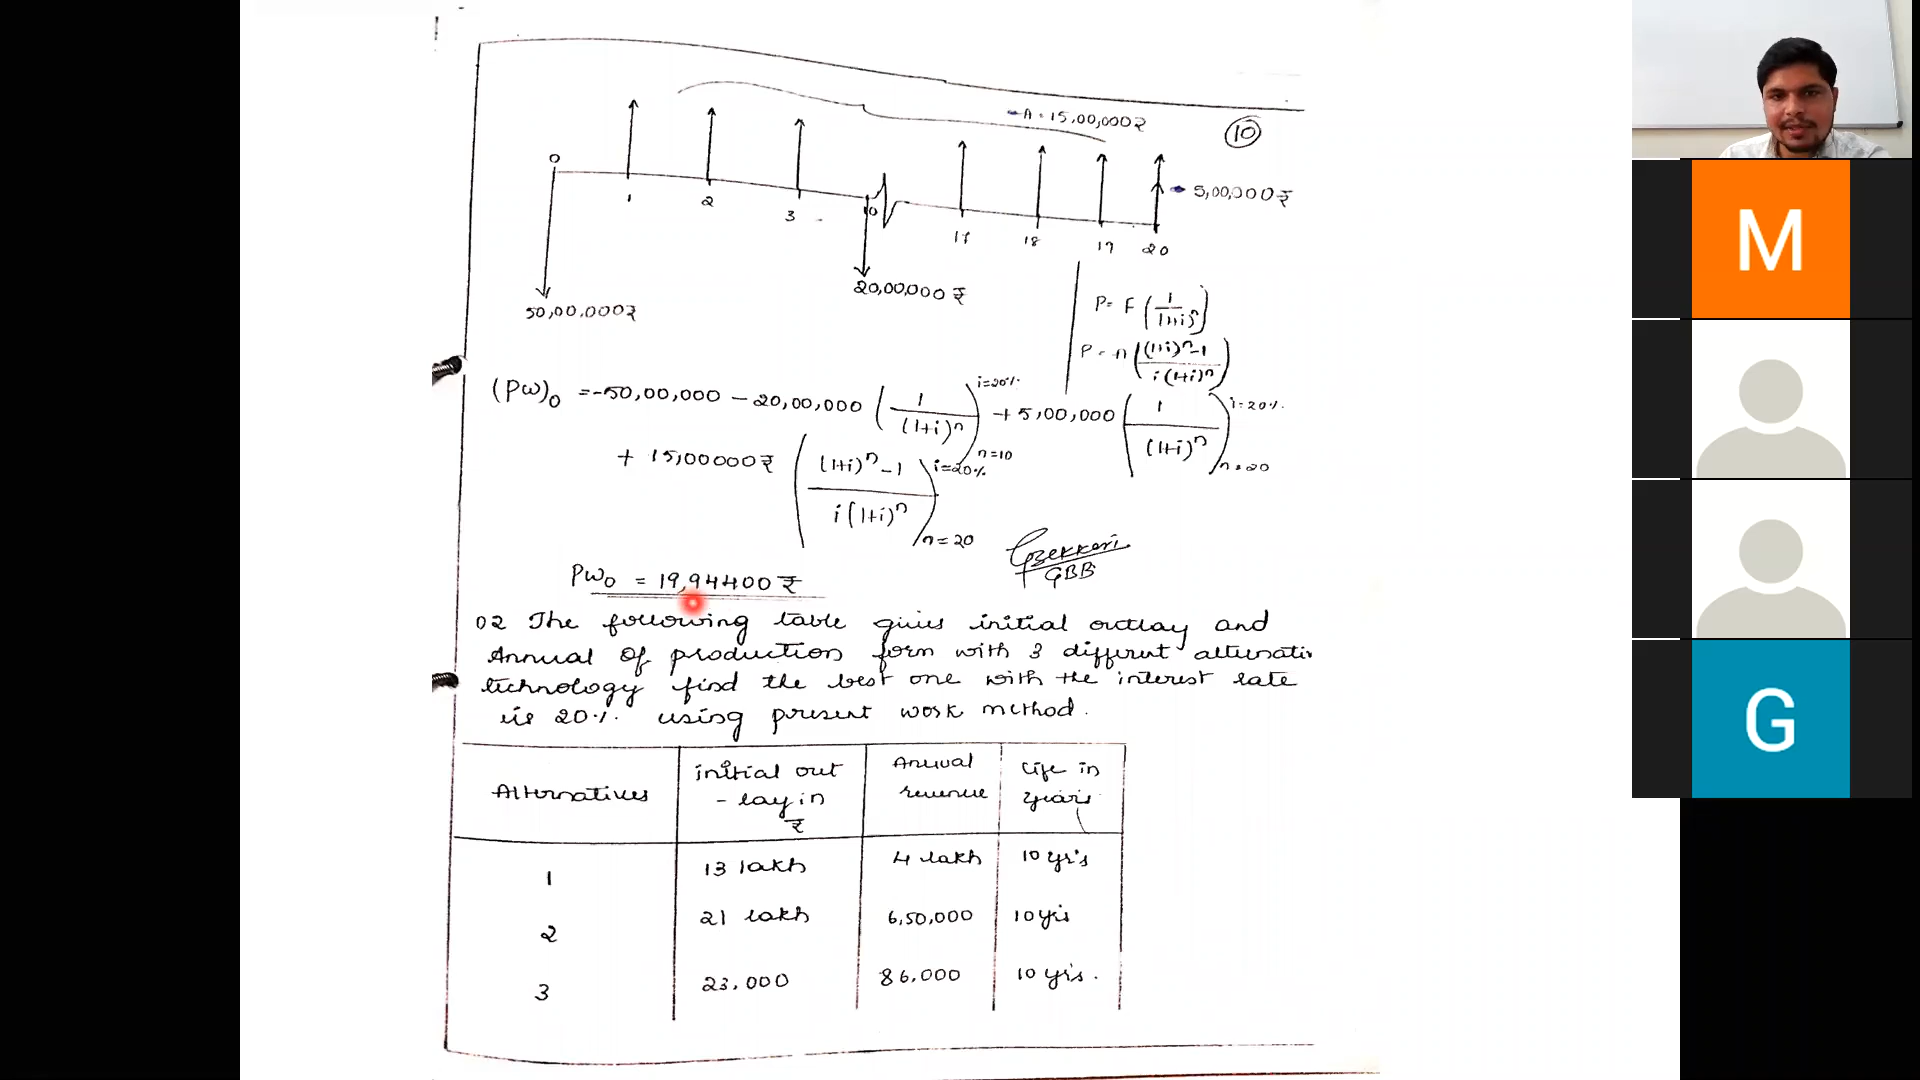 A = 15,00,000₹
10
0
5,00,000₹
1
2
3
10
17
18
19
20
20,00,000 ₹
50,00,000₹
P = F (1/(1+i)ⁿ)
P = A ((1+i)ⁿ-1/i(1+i)ⁿ)
(PW)₀ = -50,00,000 - 20,00,000 (1/(1+i)ⁿ) i=20% n=10 + 5,00,000 (1/(1+i)ⁿ) i=20% n=20
+ 15,00000₹ ((1+i)ⁿ-1/i(1+i)ⁿ) i=20% n=20
GBB
PW₀ = 19,94400₹
02 The following table gives initial outlay and
Annual of production form with 3 different alternativ
technology find the best one with the interest rate
is 20%. using present work method.
Alternatives
initial out
-lay in
₹
Annual
revenue
Life in
years
1 13 lakh 4 lakh 10 yr's
2 21 lakh 6,50,000 10 yrs
3 23,000 86,000 10 yr's.
M
G